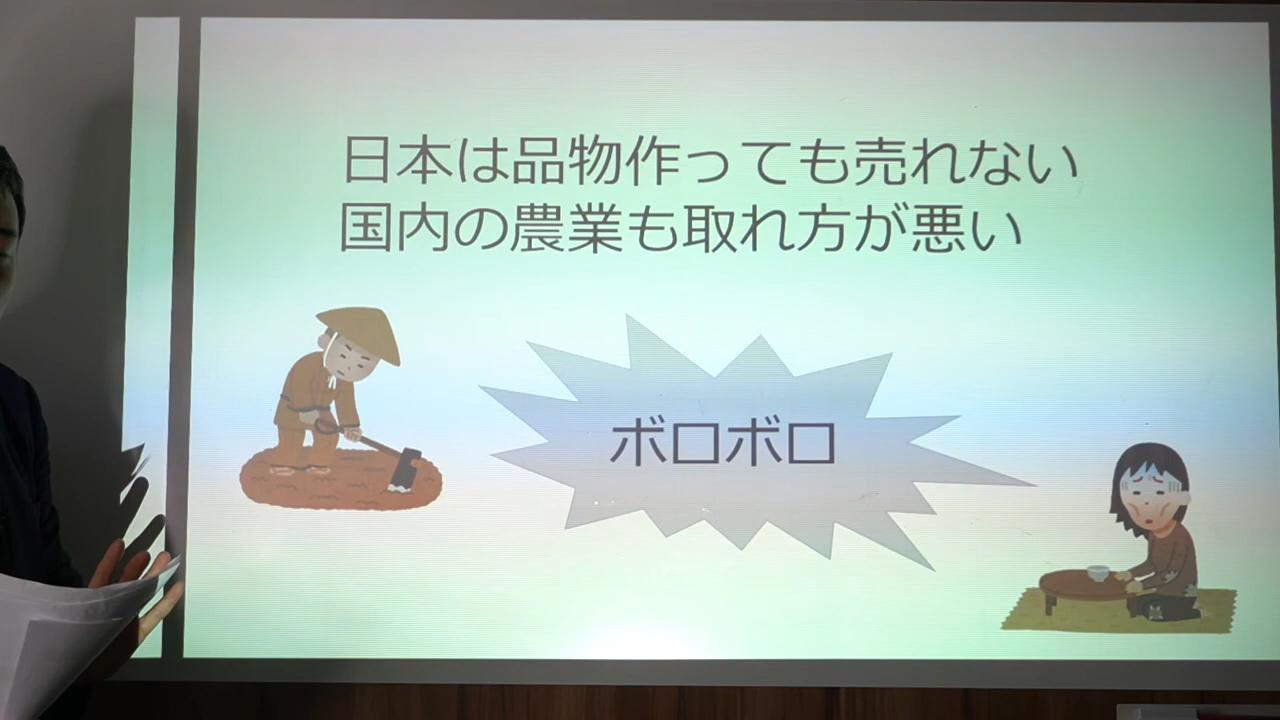 日本は品物作っても売れない
国内の農業も取れ方が悪い
ボロボロ